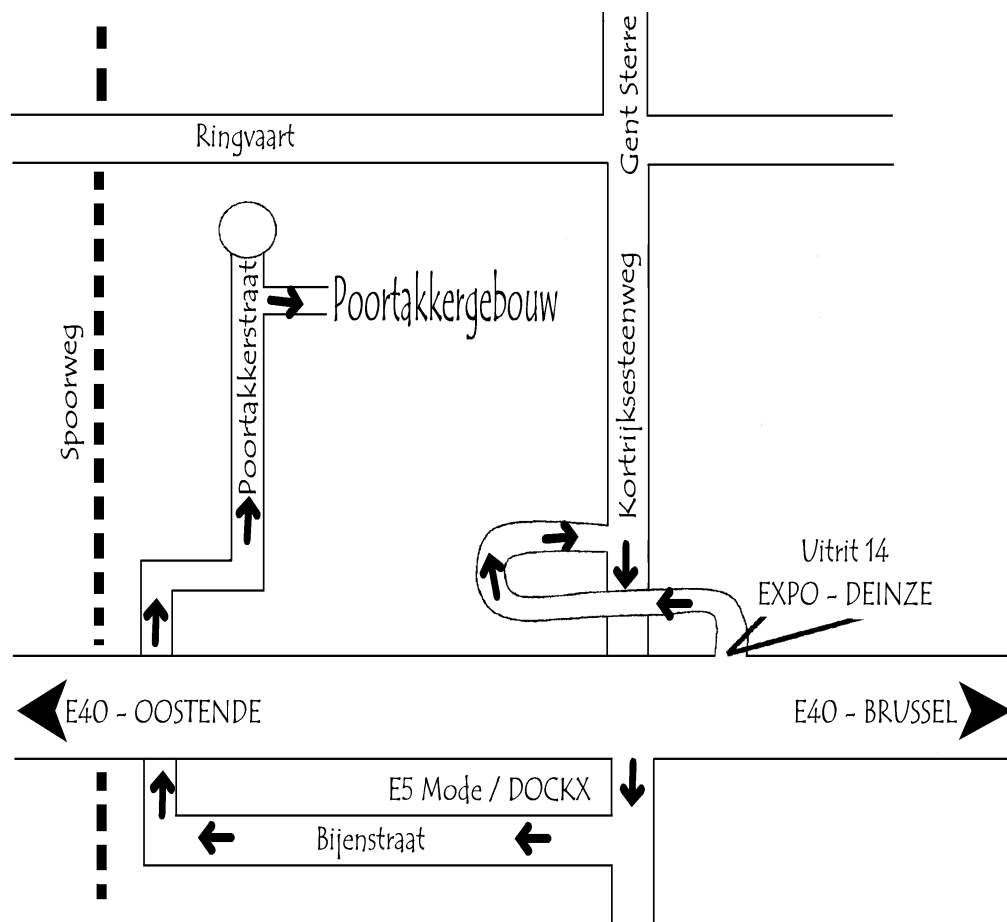 Gent Sterre
Ringvaart
Poortakkergebouw
Poortakkerstraat
Kortrijksesteenweg
Spoorweg
Uitrit 14
EXPO - DEINZE
E40 - OOSTENDE
E40 - BRUSSEL
E5 Mode / DOCKX
Bijenstraat